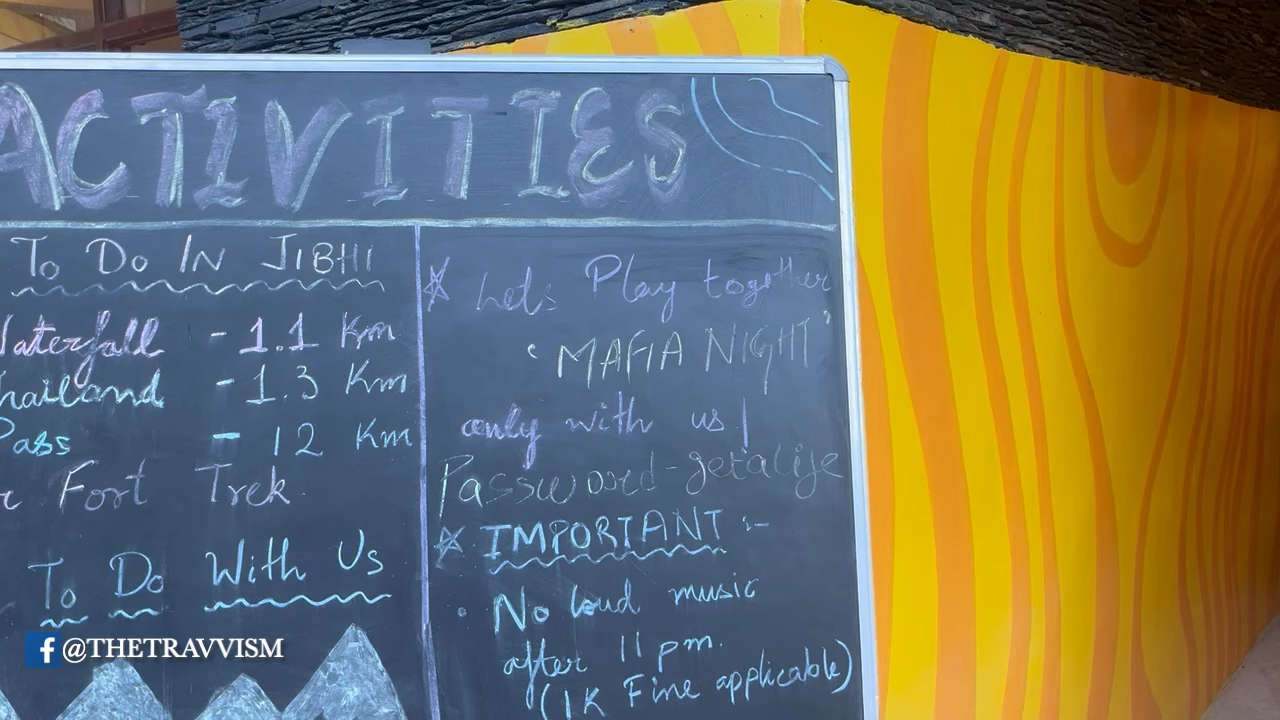 ACTIVITIES
To Do IN JIBHI
Waterfall - 1.1 Km
Thailand - 1.3 Km
Pass - 12 Km
Fort Trek
To Do With Us
* Lets Play together
'MAFIA NIGHT'
only with us!
Password-getalife
* IMPORTANT :-
. No loud music
after 11 pm.
(1K Fine applicable)
f @THETRAVVISM